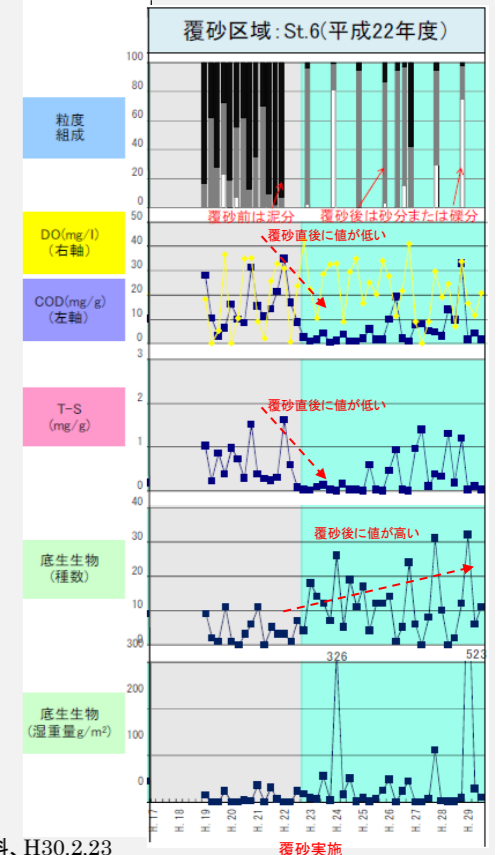 覆砂区域:St.6(平成22年度)
粒度
組成
100
80
60
40
20
0
覆砂前は泥分
覆砂後は砂分または礫分
DO(mg/l)
(右軸)
COD(mg/g)
(左軸)
50
40
30
20
10
0
覆砂直後に値が低い
T-S
(mg/g)
3
2
1
0
覆砂直後に値が低い
底生生物
(種数)
40
30
20
10
0
覆砂後に値が高い
底生生物
(湿重量g/m²)
300
200
100
0
326
523
H.17
H.18
H.19
H.20
H.21
H.22
H.23
H.24
H.25
H.26
H.27
H.28
H.29
覆砂実施
料、H30.2.23